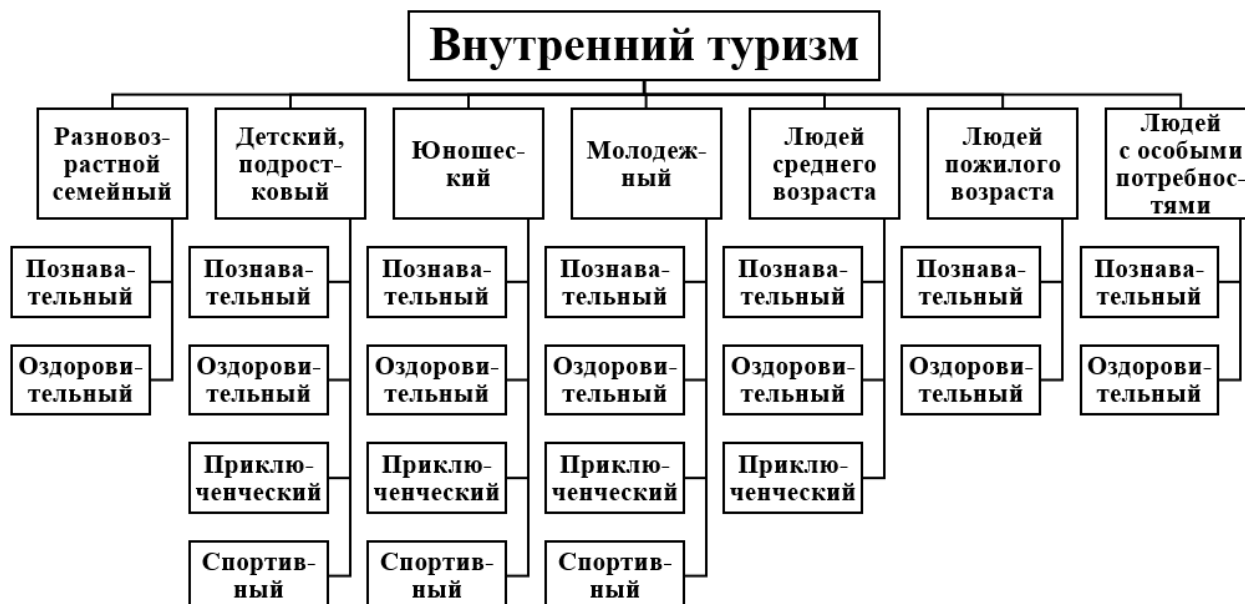 Внутренний туризм
Разновоз-
растной
семейный
Детский,
подрост-
ковый
Юношес-
кий
Молодеж-
ный
Людей
среднего
возраста
Людей
пожилого
возраста
Людей
с особыми
потребнос-
тями
Познава-
тельный
Оздорови-
тельный
Познава-
тельный
Оздорови-
тельный
Приклю-
ченческий
Спортив-
ный
Познава-
тельный
Оздорови-
тельный
Приклю-
ченческий
Спортив-
ный
Познава-
тельный
Оздорови-
тельный
Приклю-
ченческий
Спортив-
ный
Познава-
тельный
Оздорови-
тельный
Приклю-
ченческий
Познава-
тельный
Оздорови-
тельный
Познава-
тельный
Оздорови-
тельный